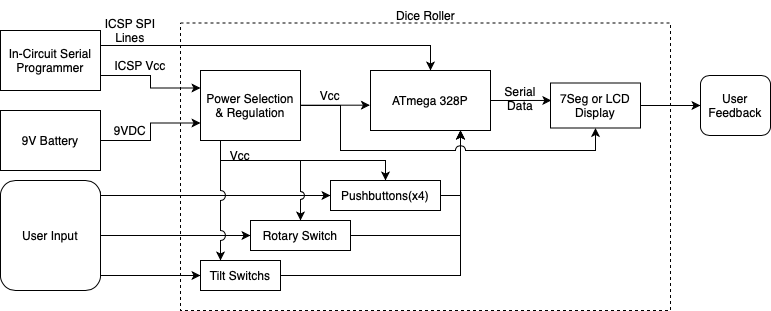 Dice Roller
ICSP SPI
Lines
In-Circuit Serial
Programmer
ICSP Vcc
Power Selection
& Regulation
Vcc
ATmega 328P
Serial
Data
7Seg or LCD
Display
User
Feedback
9V Battery
9VDC
Vcc
Pushbuttons(x4)
User Input
Rotary Switch
Tilt Switchs